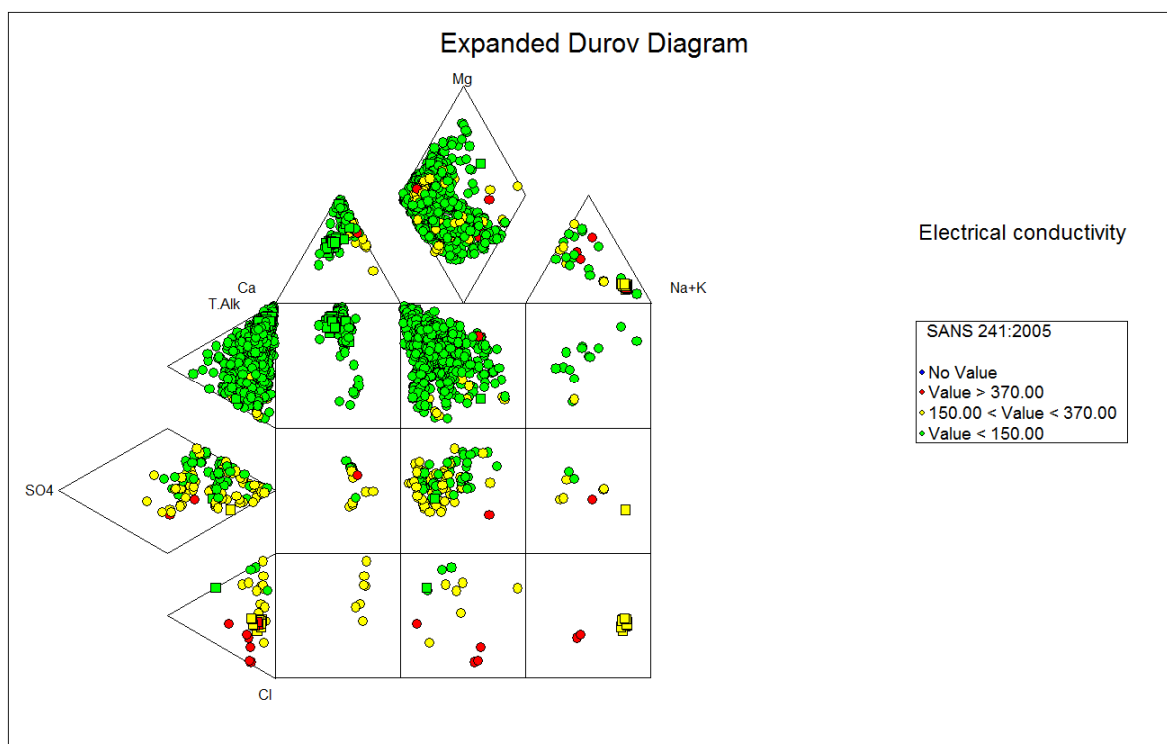 Expanded Durov Diagram
Mg
Ca
T.Alk
Na+K
SO4
Cl
Electrical conductivity
SANS 241:2005
No Value
Value > 370.00
150.00 < Value < 370.00
Value < 150.00